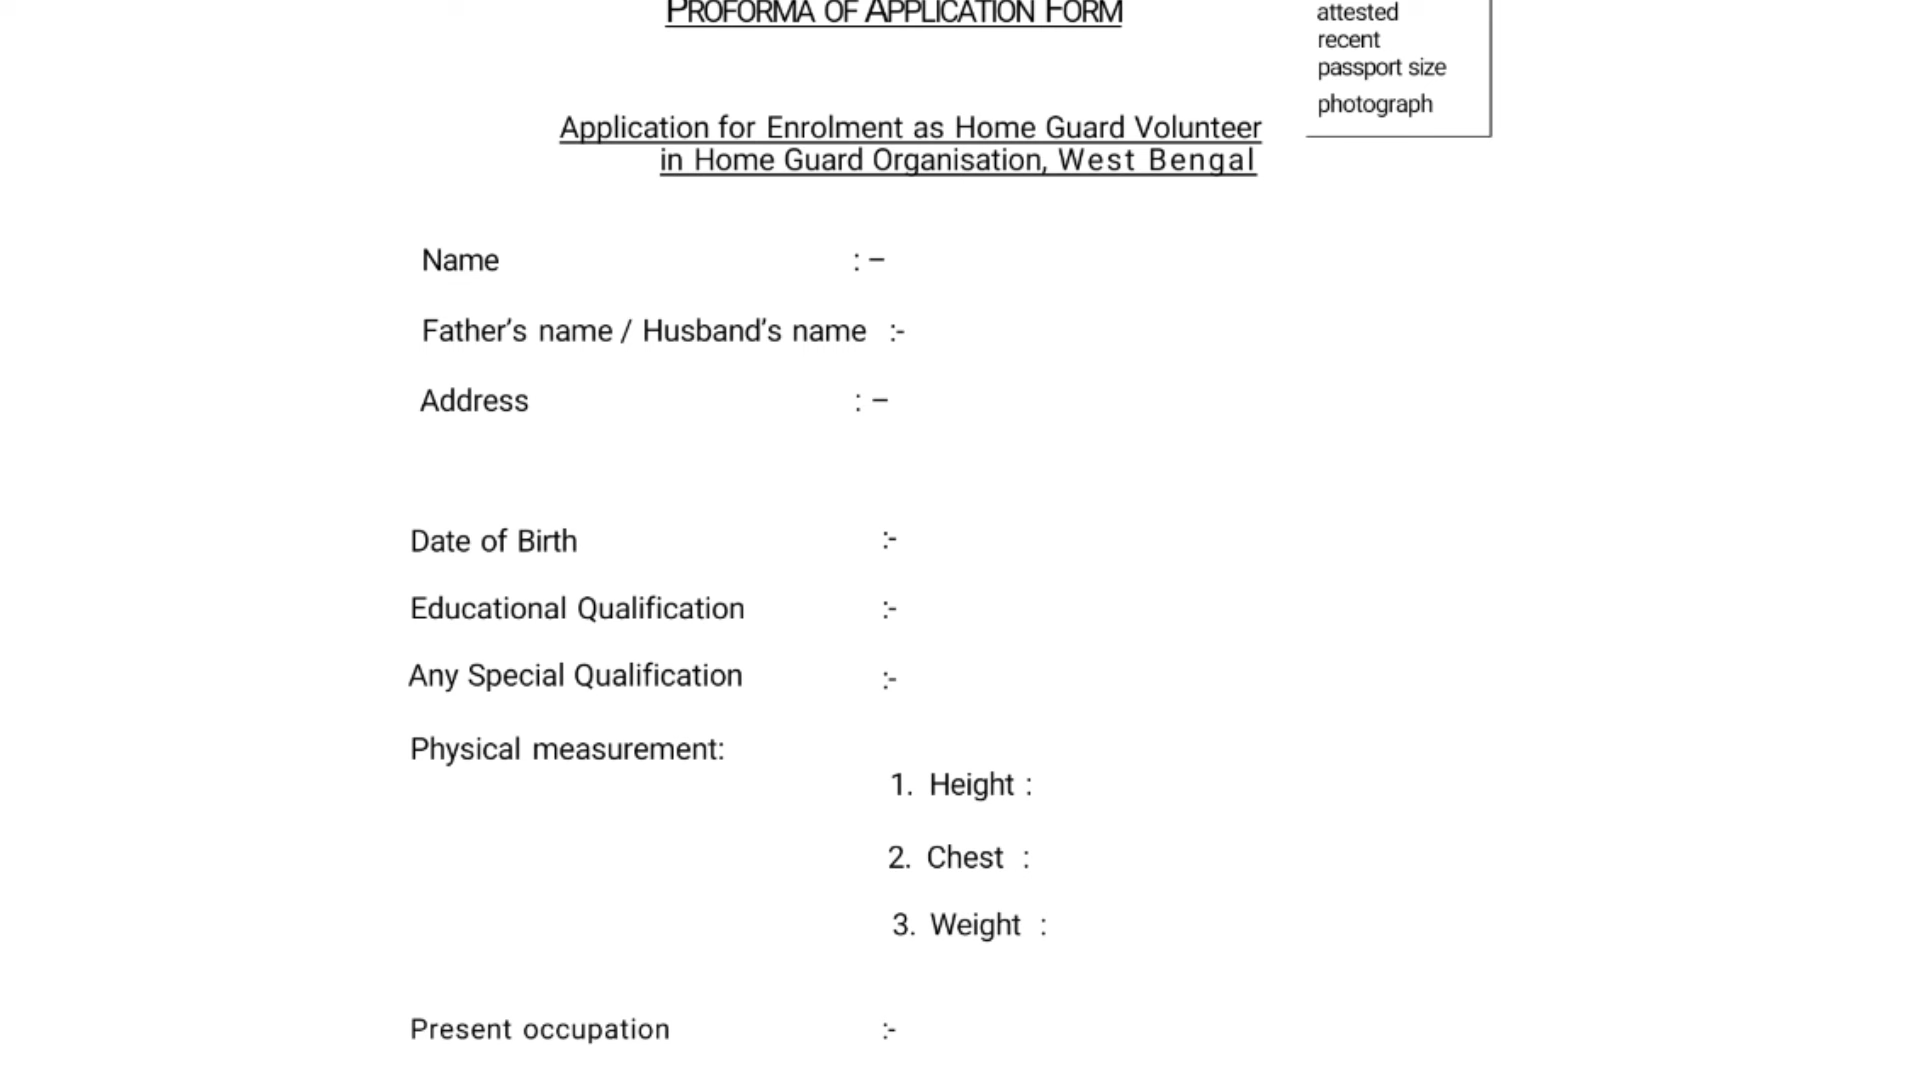 PROFORMA OF APPLICATION FORM
attested
recent
passport size
photograph
Application for Enrolment as Home Guard Volunteer
in Home Guard Organisation, West Bengal
Name : –
Father’s name / Husband’s name :-
Address : –
Date of Birth :-
Educational Qualification :-
Any Special Qualification :-
Physical measurement:
1. Height :
2. Chest :
3. Weight :
Present occupation :-